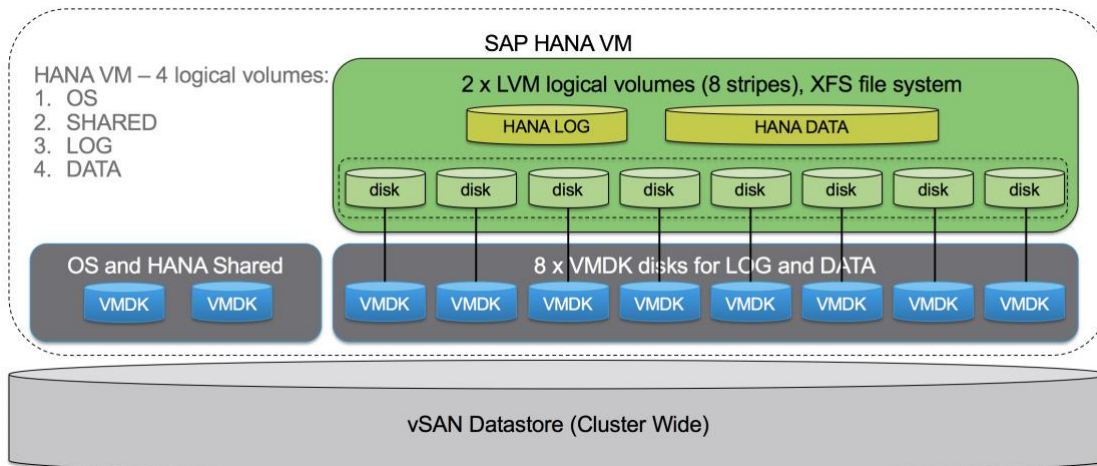 SAP HANA VM
HANA VM – 4 logical volumes:
1. OS
2. SHARED
3. LOG
4. DATA
2 x LVM logical volumes (8 stripes), XFS file system
HANA LOG
HANA DATA
disk
disk
disk
disk
disk
disk
disk
disk
OS and HANA Shared
VMDK
VMDK
8 x VMDK disks for LOG and DATA
VMDK
VMDK
VMDK
VMDK
VMDK
VMDK
VMDK
VMDK
vSAN Datastore (Cluster Wide)